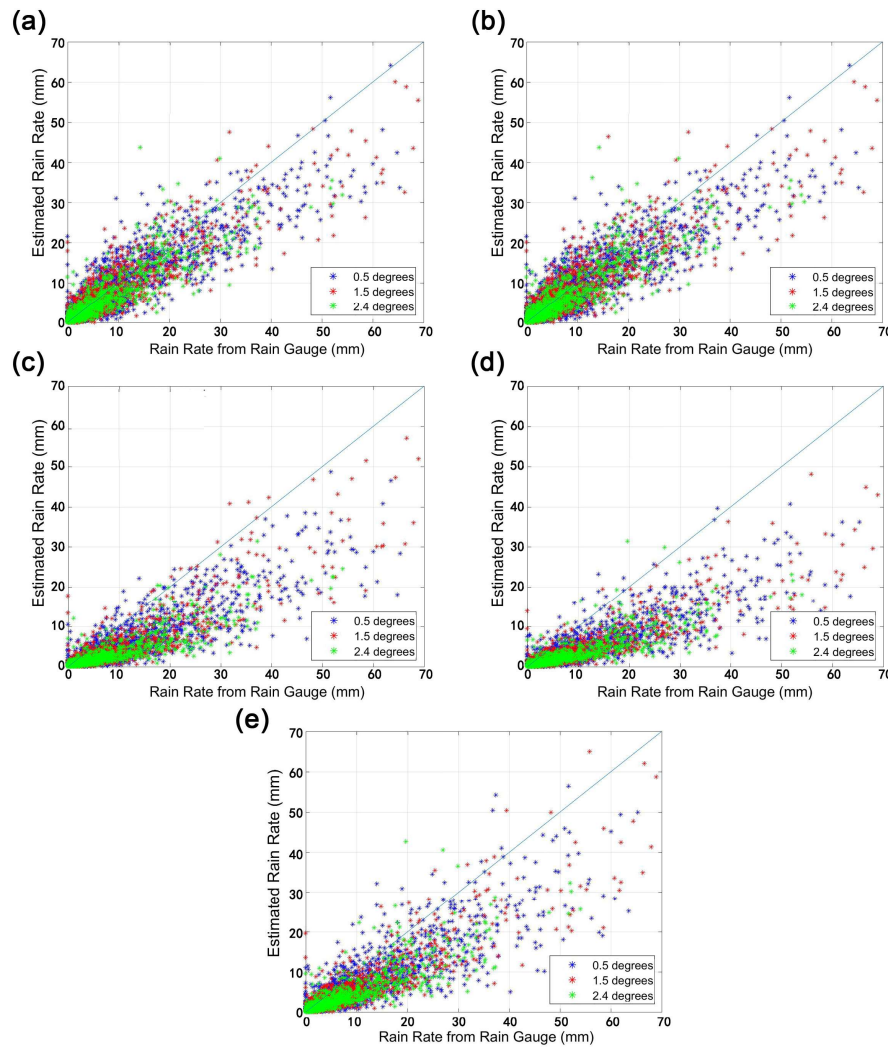 (a)
70
60
50
40
30
20
10
0
Estimated Rain Rate (mm)
0 10 20 30 40 50 60 70
Rain Rate from Rain Gauge (mm)
0.5 degrees
1.5 degrees
2.4 degrees
(b)
70
60
50
40
30
20
10
0
Estimated Rain Rate (mm)
0 10 20 30 40 50 60 70
Rain Rate from Rain Gauge (mm)
0.5 degrees
1.5 degrees
2.4 degrees
(c)
70
60
50
40
30
20
10
0
Estimated Rain Rate (mm)
0 10 20 30 40 50 60 70
Rain Rate from Rain Gauge (mm)
0.5 degrees
1.5 degrees
2.4 degrees
(d)
70
60
50
40
30
20
10
0
Estimated Rain Rate (mm)
0 10 20 30 40 50 60 70
Rain Rate from Rain Gauge (mm)
0.5 degrees
1.5 degrees
2.4 degrees
(e)
70
60
50
40
30
20
10
0
Estimated Rain Rate (mm)
0 10 20 30 40 50 60 70
Rain Rate from Rain Gauge (mm)
0.5 degrees
1.5 degrees
2.4 degrees